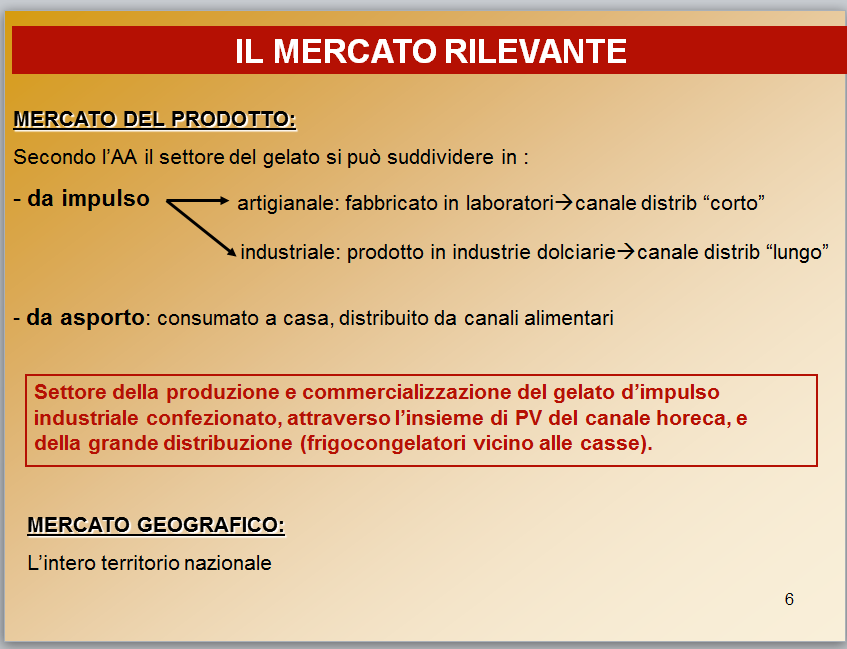 IL MERCATO RILEVANTE
MERCATO DEL PRODOTTO:
Secondo l'AA il settore del gelato si può suddividere in :
- da impulso
artigianale: fabbricato in laboratori→canale distrib “corto”
industriale: prodotto in industrie dolciarie→canale distrib “lungo”
- da asporto: consumato a casa, distribuito da canali alimentari
Settore della produzione e commercializzazione del gelato d'impulso
industriale confezionato, attraverso l'insieme di PV del canale horeca, e
della grande distribuzione (frigocongelatori vicino alle casse).
MERCATO GEOGRAFICO:
L'intero territorio nazionale
6